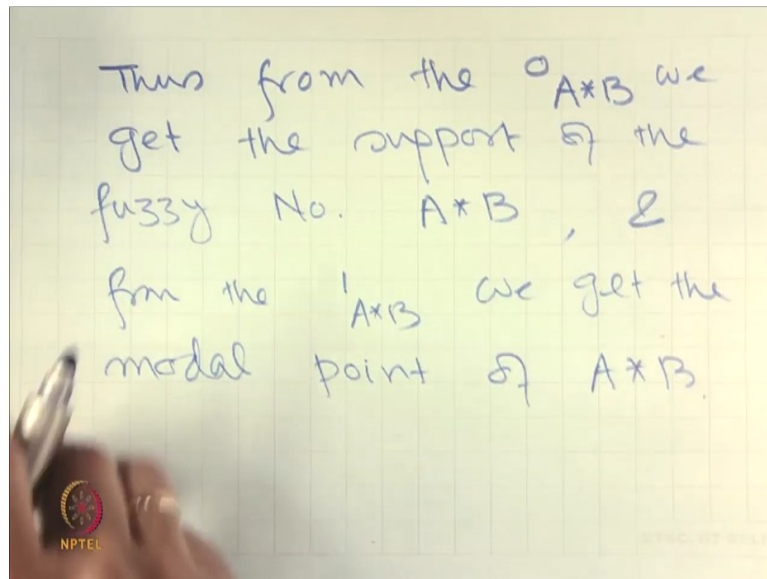 Thus from the ⁰A*B we
get the support of the
fuzzy No. A*B, &
from the ¹A*B we get the
modal point of A*B.
NPTEL